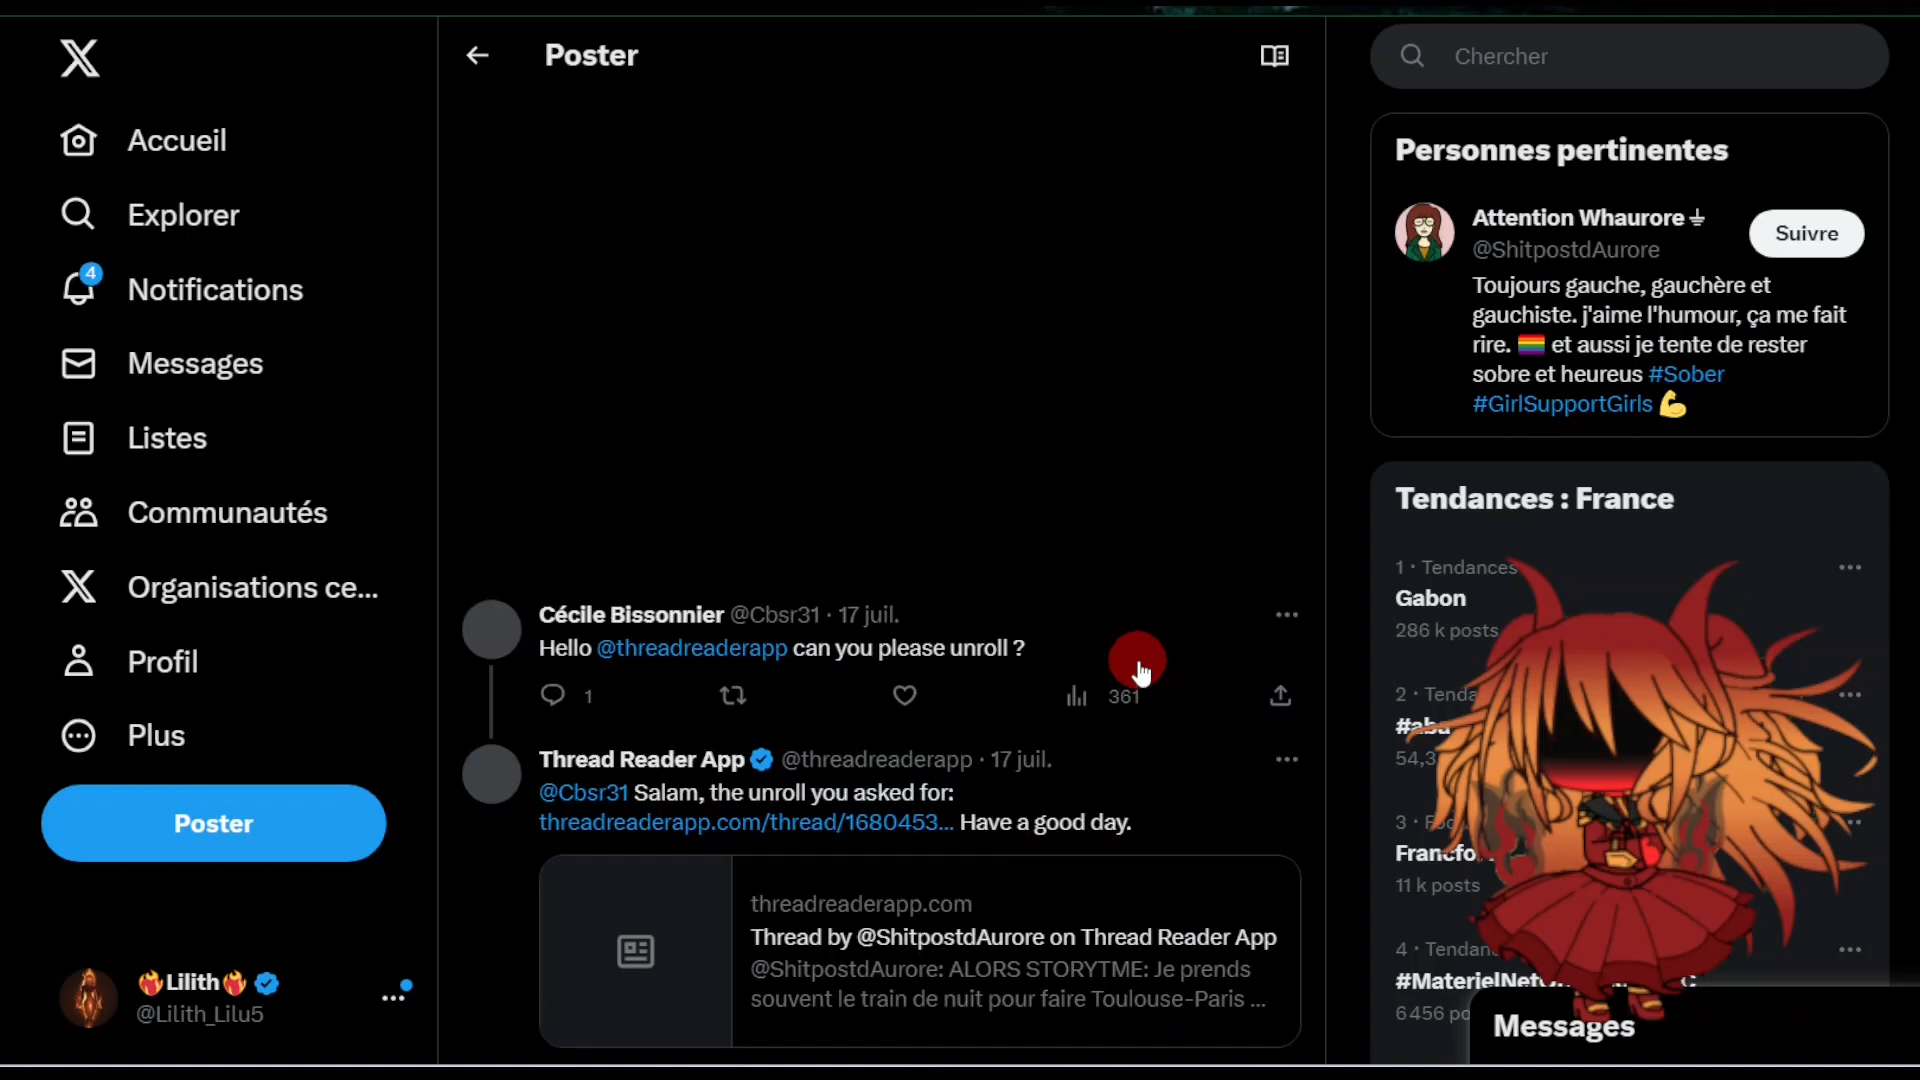 Accueil
Explorer
4
Notifications
Messages
Listes
Communautés
Organisations ce...
Profil
Plus
Poster
❤️‍🔥Lilith❤️‍🔥
@Lilith_Lilu5
Poster
Cécile Bissonnier @Cbsr31 · 17 juil.
Hello @threadreaderapp can you please unroll ?
1
361
Thread Reader App @threadreaderapp · 17 juil.
@Cbsr31 Salam, the unroll you asked for:
threadreaderapp.com/thread/1680453... Have a good day.
threadreaderapp.com
Thread by @ShitpostdAurore on Thread Reader App
@ShitpostdAurore: ALORS STORYTME: Je prends
souvent le train de nuit pour faire Toulouse-Paris ...
Chercher
Personnes pertinentes
Attention Whaurore ⏚
@ShitpostdAurore
Suivre
Toujours gauche, gauchère et
gauchiste. j'aime l'humour, ça me fait
rire. 🏳️‍🌈 et aussi je tente de rester
sobre et heureus #Sober
#GirlSupportGirls 💪
Tendances : France
1 · Tendances
Gabon
286 k posts
2 ·
3 ·
11 k posts
4 ·
6 456
Messages